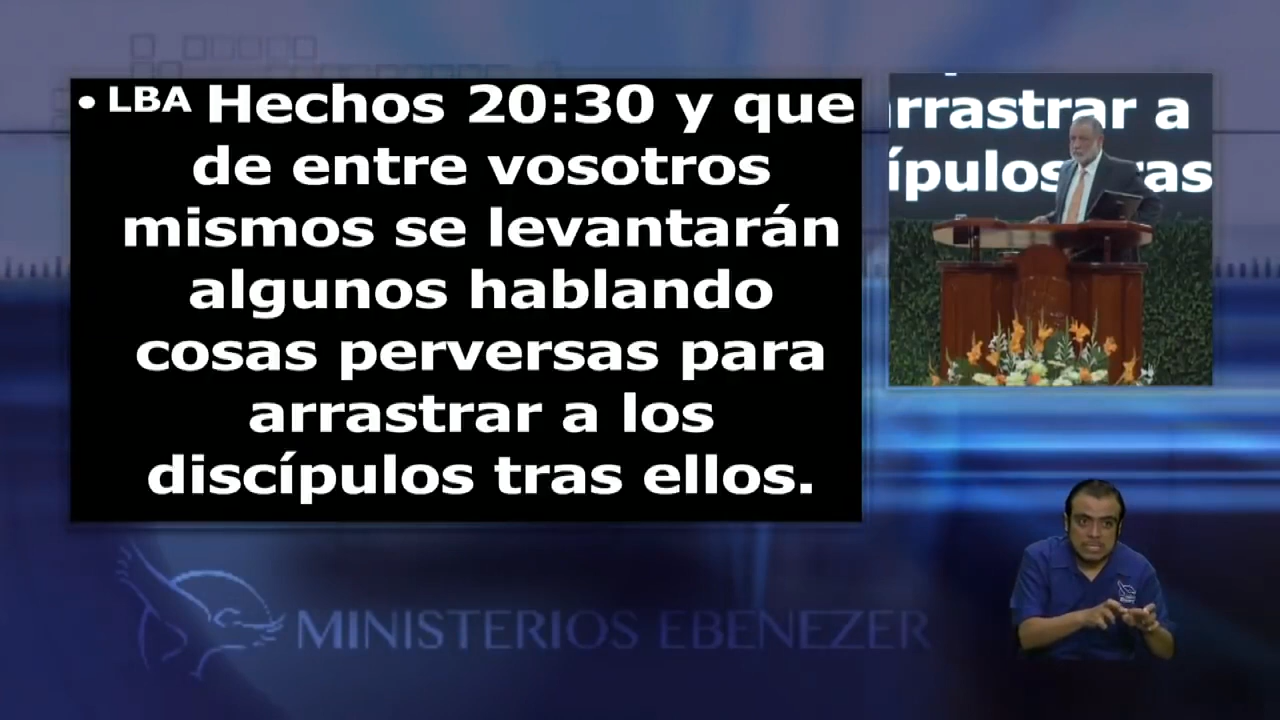 • LBA Hechos 20:30 y que
de entre vosotros
mismos se levantarán
algunos hablando
cosas perversas para
arrastrar a los
discípulos tras ellos.
arrastrar a
ípulos ras
MINISTERIOS EBENEZER